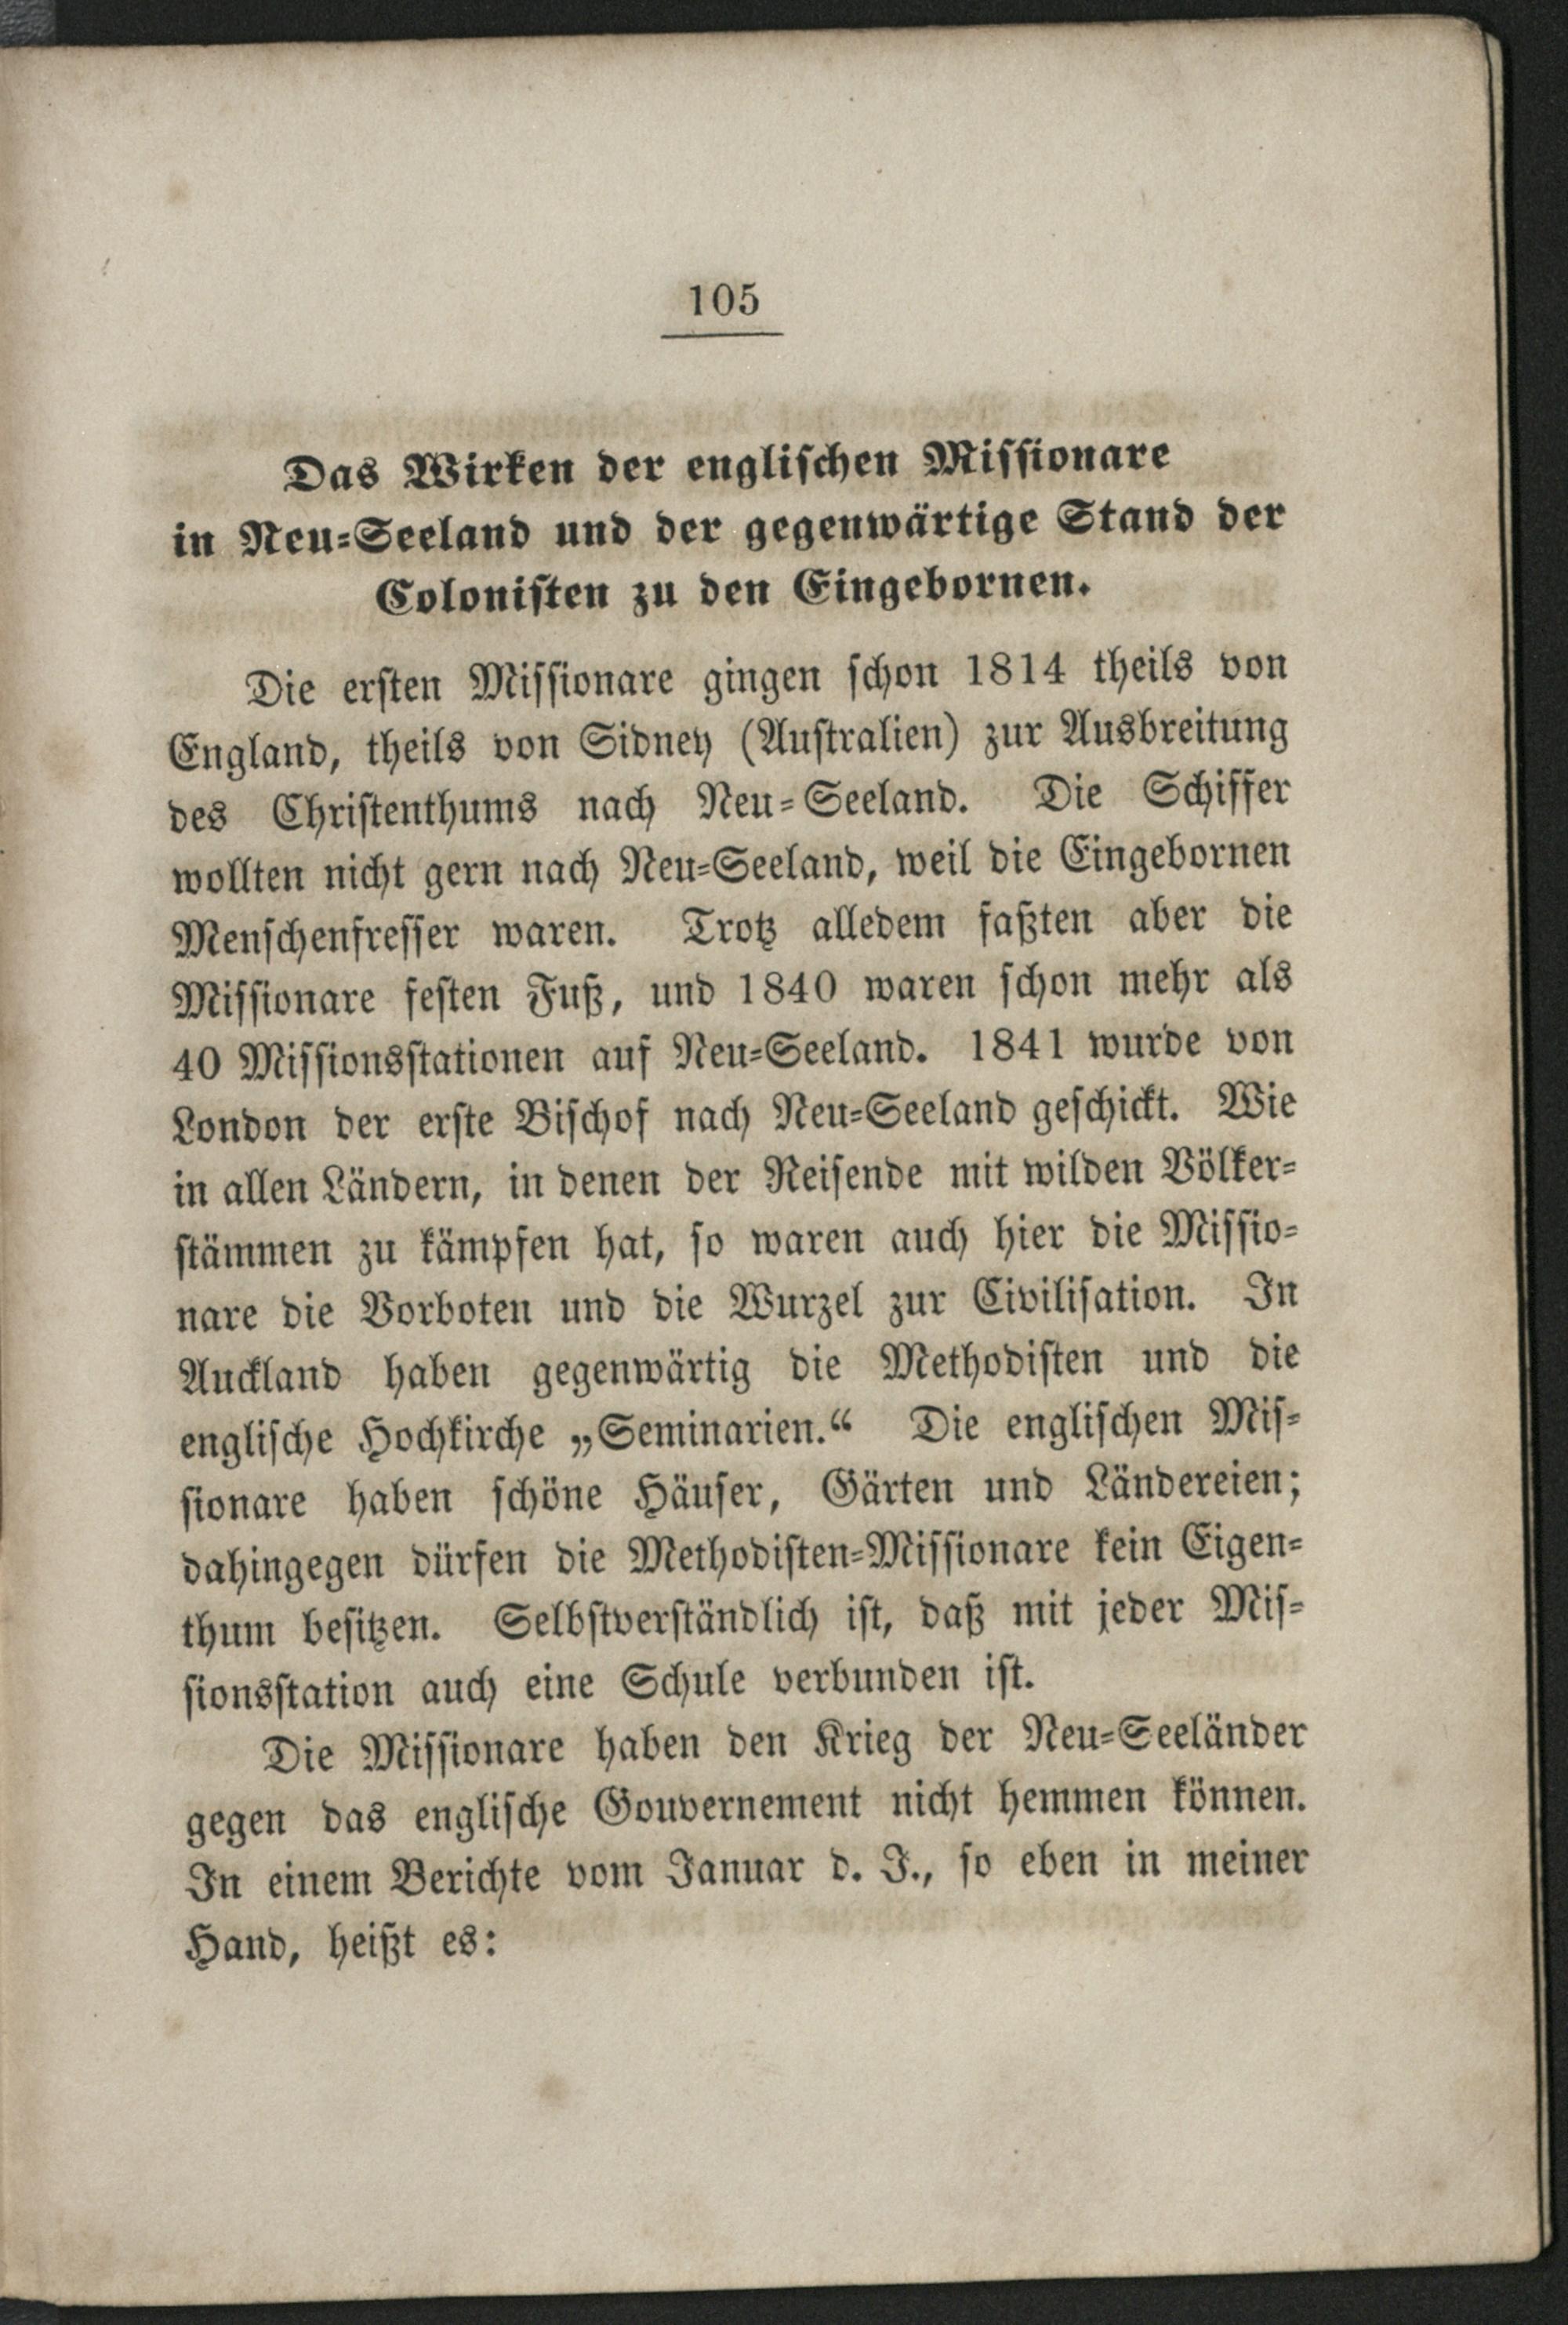 105
Das Wirken der englischen Missionare
in Neu-Seeland und der gegenwärtige Stand der
Colonisten zu den Eingebornen.
Die ersten Missionare gingen schon 1814 theils von
England, theils von Sidney (Australien) zur Ausbreitung
des Christenthums nach Neu-Seeland. Die Schiffer
wollten nicht gern nach Neu-Seeland, weil die Eingebornen
Menschenfresser waren. Trotz alledem faßten aber die
Missionare festen Fuß, und 1840 waren schon mehr als
40 Missionsstationen auf Neu-Seeland. 1841 wurde von
London der erste Bischof nach Neu-Seeland geschickt. Wie
in allen Ländern, in denen der Reisende mit wilden Völker-
stämmen zu kämpfen hat, so waren auch hier die Missio-
nare die Vorboten und die Wurzel zur Civilisation. In
Auckland haben gegenwärtig die Methodisten und die
englische Hochkirche „Seminarien.“ Die englischen Mis-
sionare haben schöne Häuser, Gärten und Ländereien;
dahingegen dürfen die Methodisten-Missionare kein Eigen-
thum besitzen. Selbstverständlich ist, daß mit jeder Mis-
sionsstation auch eine Schule verbunden ist.
Die Missionare haben den Krieg der Neu-Seeländer
gegen das englische Gouvernement nicht hemmen können.
In einem Berichte vom Januar d. J., so eben in meiner
Hand, heißt es: